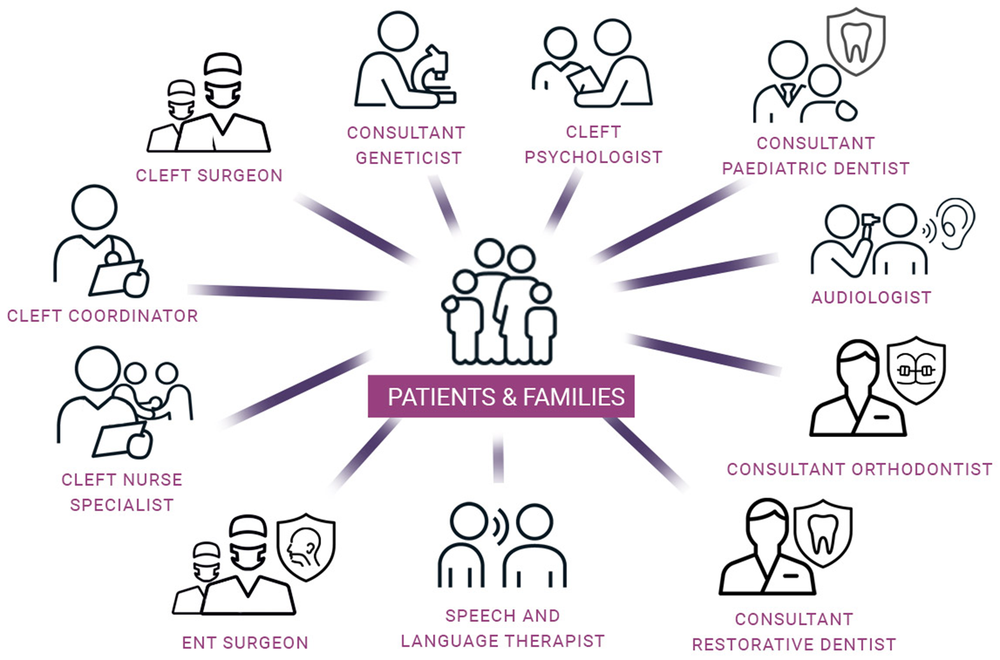 CONSULTANT
GENETICIST
CLEFT
PSYCHOLOGIST
CONSULTANT
PAEDIATRIC DENTIST
CLEFT SURGEON
AUDIOLOGIST
CLEFT COORDINATOR
PATIENTS & FAMILIES
CONSULTANT ORTHODONTIST
CLEFT NURSE
SPECIALIST
ENT SURGEON
SPEECH AND
LANGUAGE THERAPIST
CONSULTANT
RESTORATIVE DENTIST